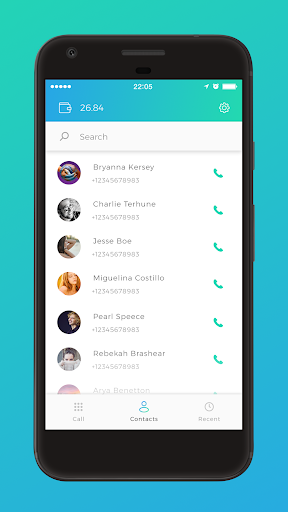 22:05
26.84
Search
Bryanna Kersey
+12345678983
Charlie Terhune
+12345678983
Jesse Boe
+12345678983
Miguelina Costillo
+12345678983
Pearl Speece
+12345678983
Rebekah Brashear
+12345678983
Arya Benetton
Call Contacts Recent